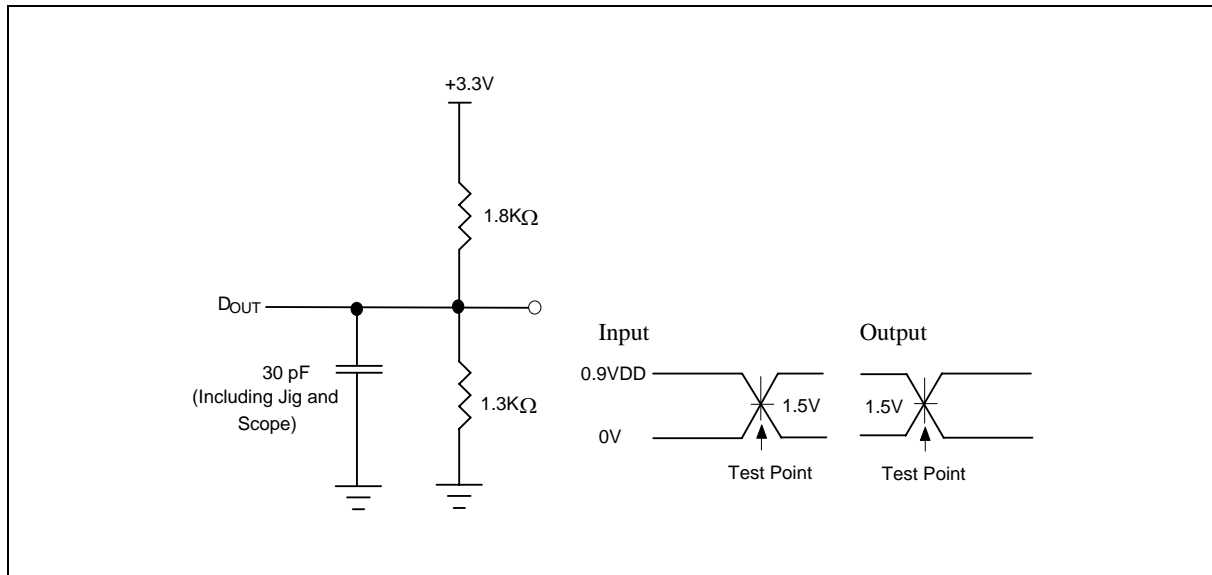 +3.3V
1.8KΩ
DOUT
30 pF
(Including Jig and
Scope)
1.3KΩ
Input
Output
0.9VDD
1.5V
1.5V
0V
Test Point
Test Point